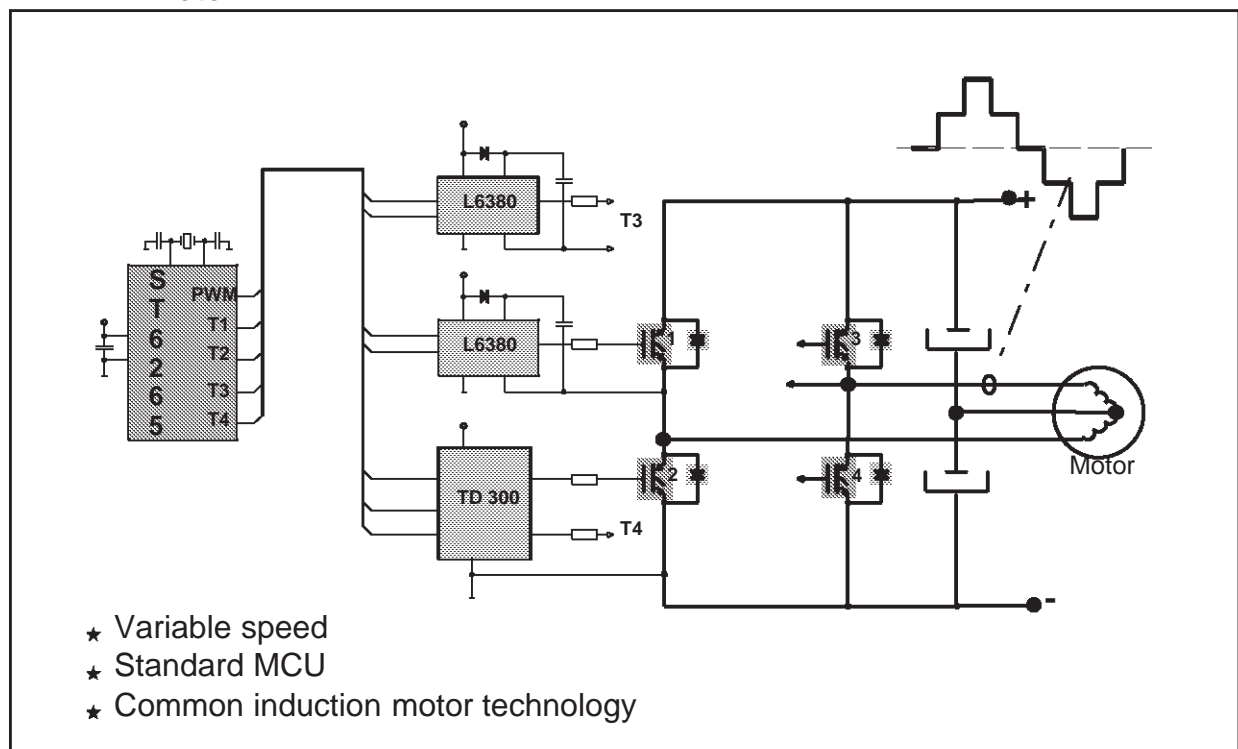 L6380
T3
+
S
T
6
2
6
5
PWM
T1
T2
T3
T4
L6380
1
3
0
Motor
TD 300
2
4
T4
-
★ Variable speed
★ Standard MCU
★ Common induction motor technology